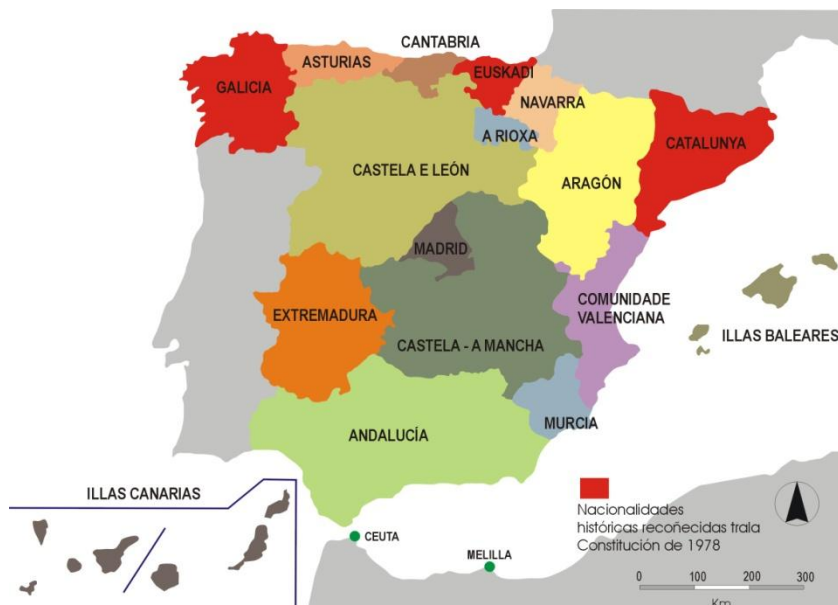 CANTABRIA
ASTURIAS
EUSKADI
GALICIA
NAVARRA
A RIOXA
CATALUNYA
CASTELA E LEÓN
ARAGÓN
MADRID
COMUNIDADE
VALENCIANA
EXTREMADURA
ILLAS BALEARES
CASTELA - A MANCHA
MURCIA
ANDALUCÍA
ILLAS CANARIAS
CEUTA
MELILLA
Nacionalidades
históricas recoñecidas trala
Constitución de 1978
0 100 200 300
Km